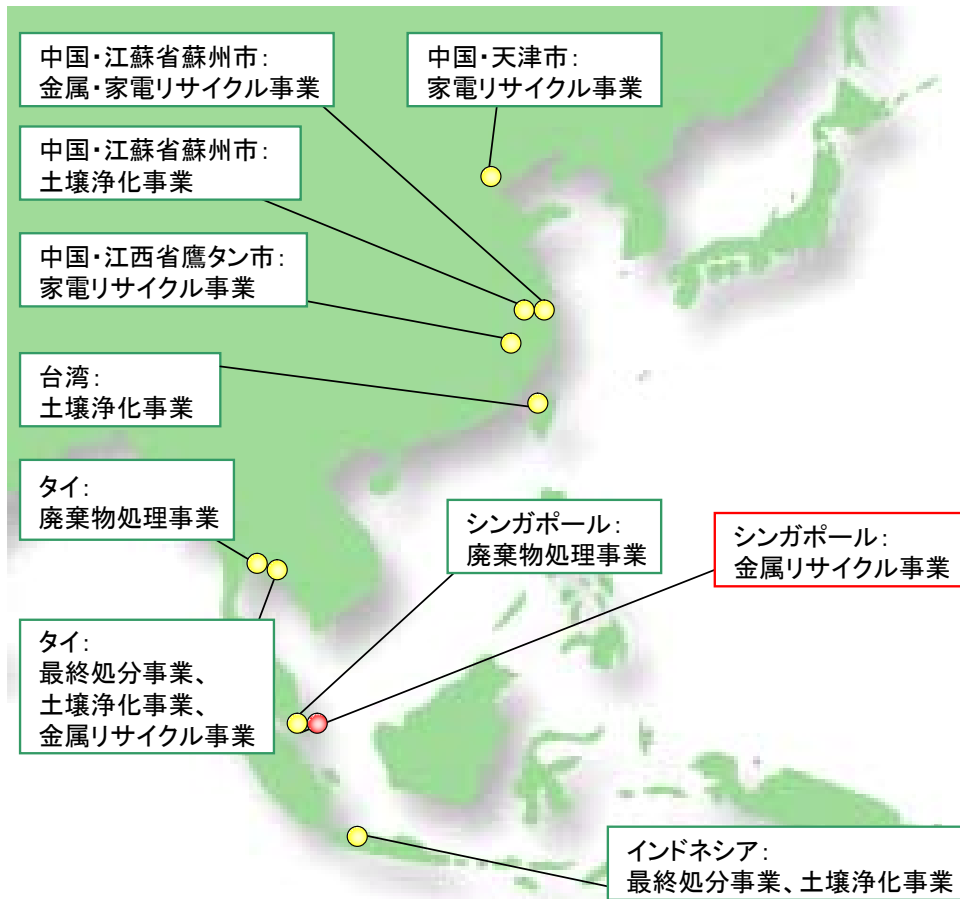 中国・江蘇省蘇州市：
金属・家電リサイクル事業
中国・天津市：
家電リサイクル事業
中国・江蘇省蘇州市：
土壌浄化事業
中国・江西省鷹タン市：
家電リサイクル事業
台湾：
土壌浄化事業
タイ：
廃棄物処理事業
シンガポール：
廃棄物処理事業
シンガポール：
金属リサイクル事業
タイ：
最終処分事業、
土壌浄化事業、
金属リサイクル事業
インドネシア：
最終処分事業、土壌浄化事業